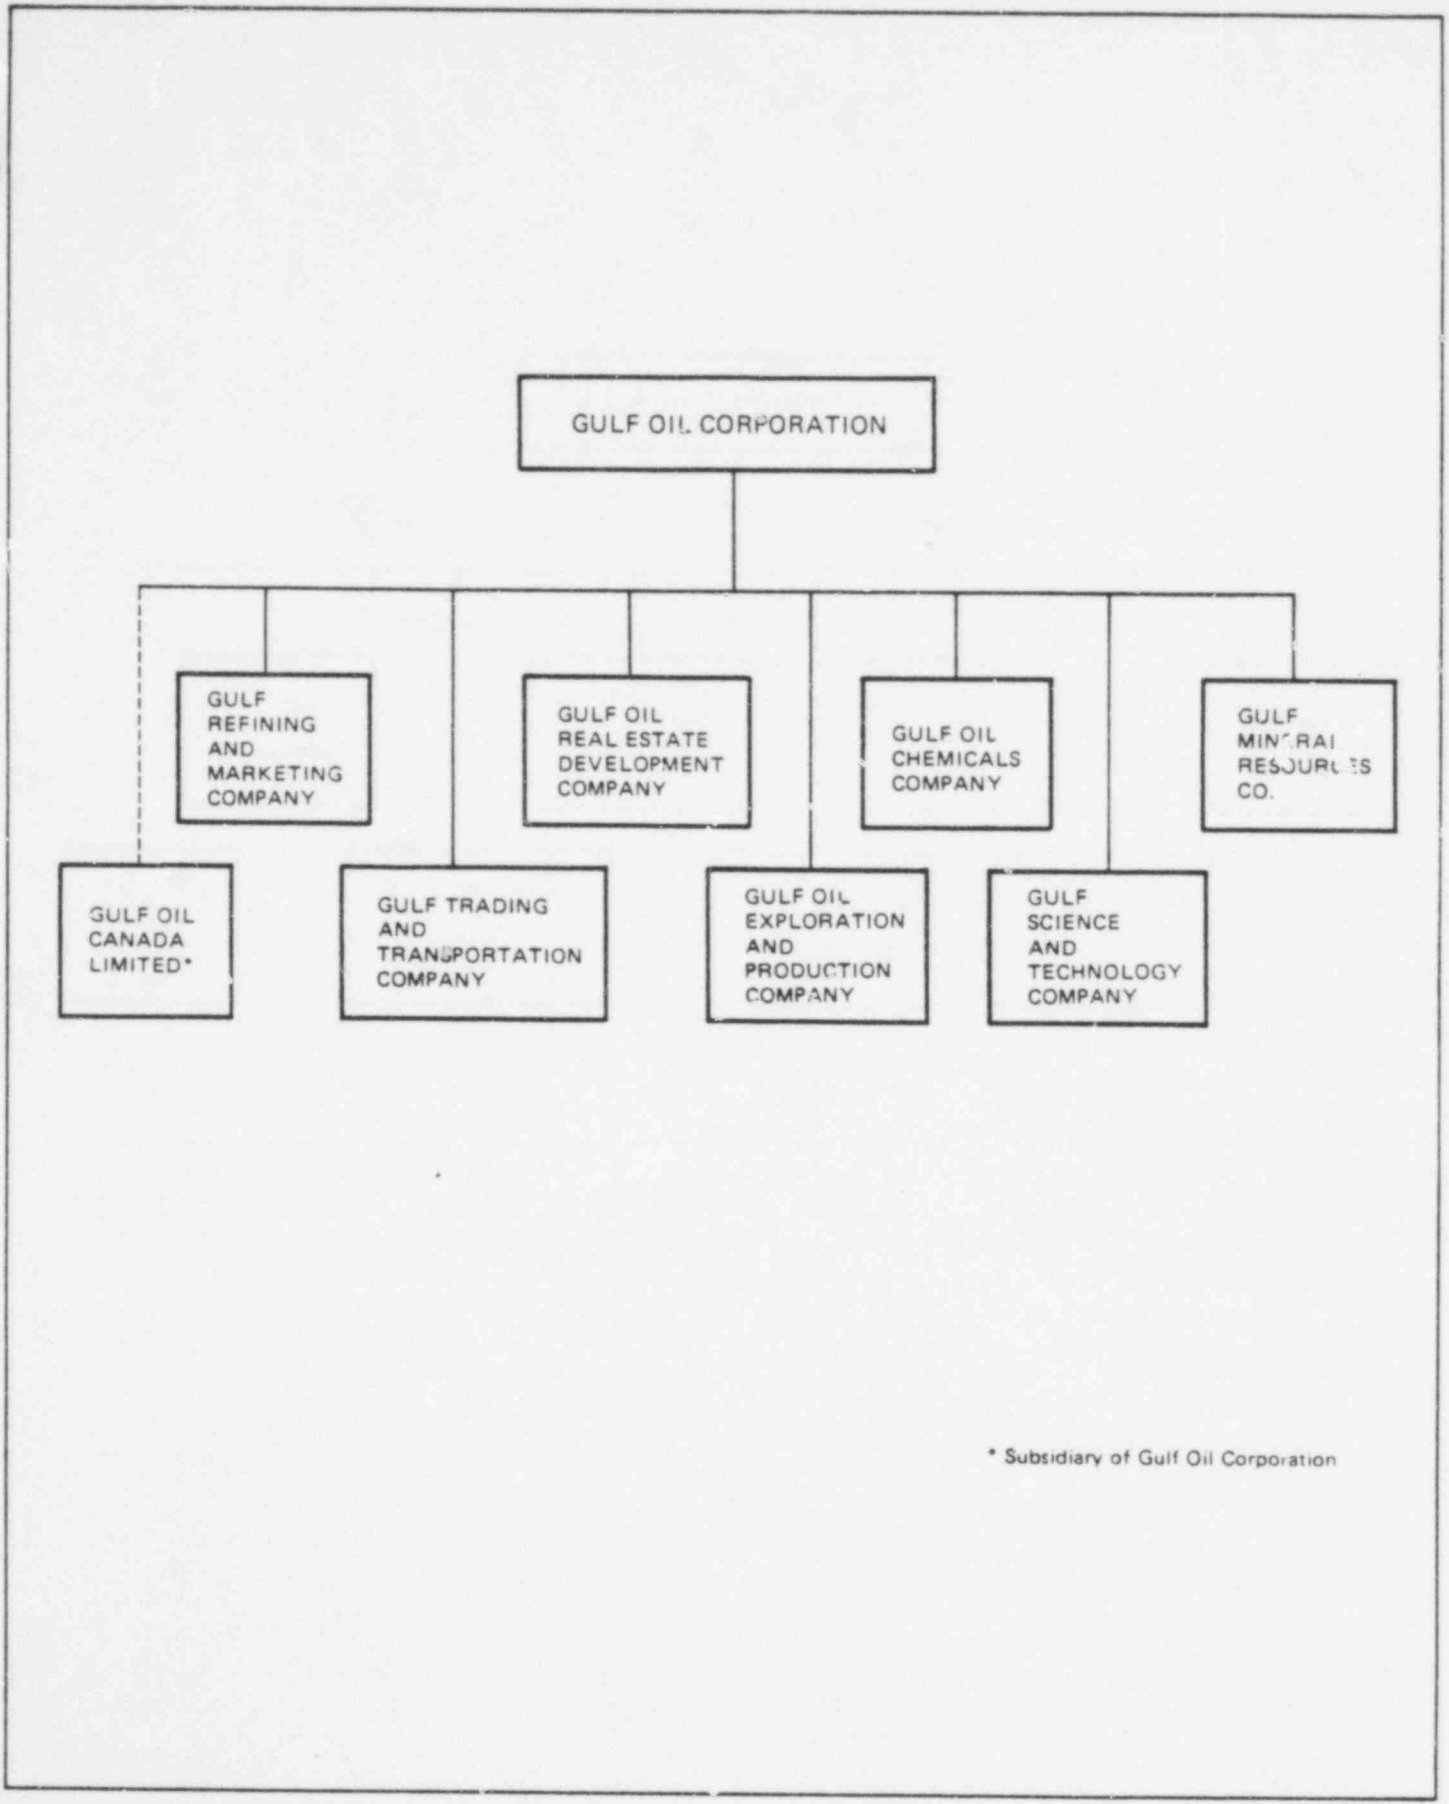 GULF OIL CORPORATION
GULF
REFINING
AND
MARKETING
COMPANY
GULF OIL
REAL ESTATE
DEVELOPMENT
COMPANY
GULF OIL
CHEMICALS
COMPANY
GULF
MINERAL
RESOURCES
CO.
GULF OIL
CANADA
LIMITED*
GULF TRADING
AND
TRANSPORTATION
COMPANY
GULF OIL
EXPLORATION
AND
PRODUCTION
COMPANY
GULF
SCIENCE
AND
TECHNOLOGY
COMPANY
* Subsidiary of Gulf Oil Corporation